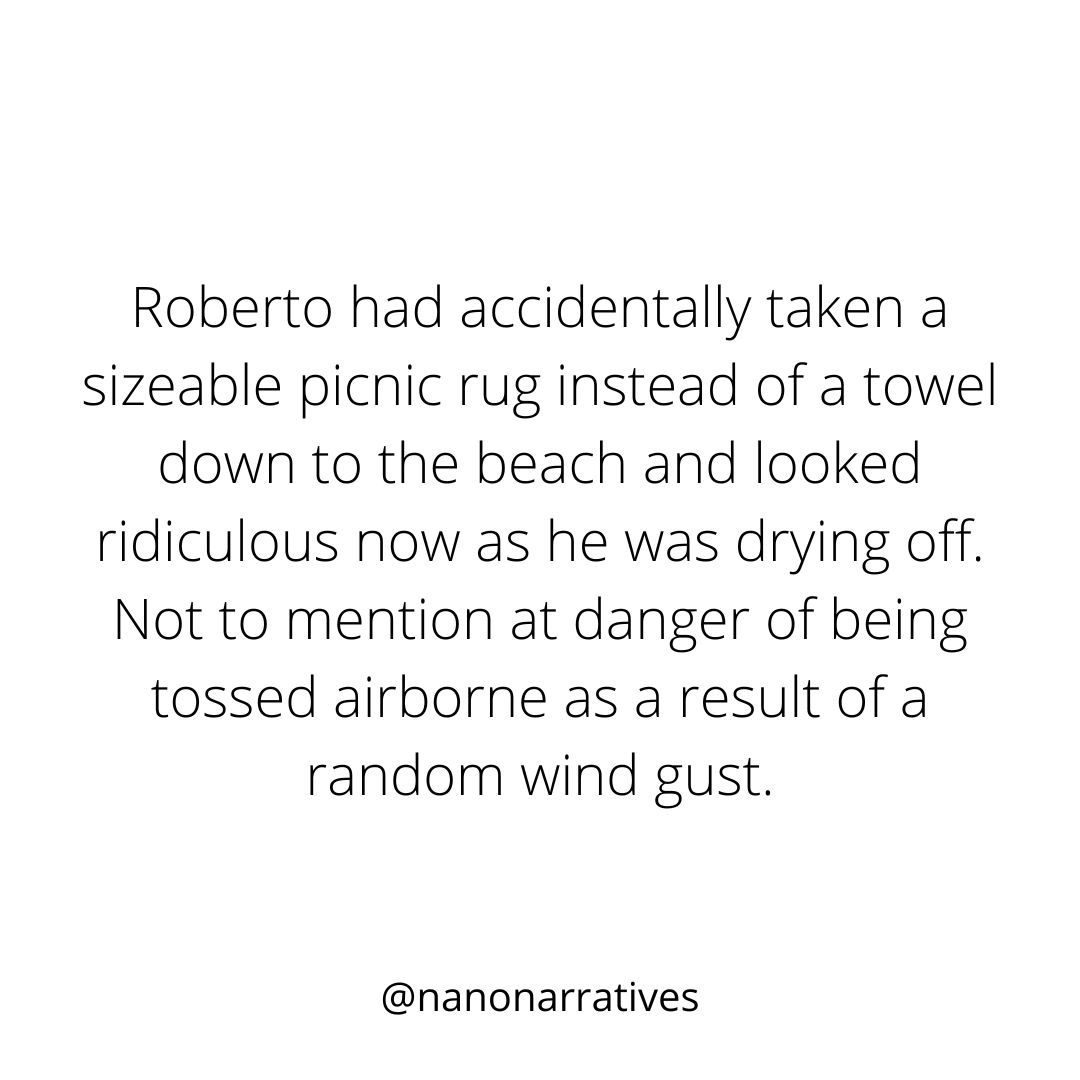 Roberto had accidentally taken a
sizeable picnic rug instead of a towel
down to the beach and looked
ridiculous now as he was drying off.
Not to mention at danger of being
tossed airborne as a result of a
random wind gust.
@nanonarratives